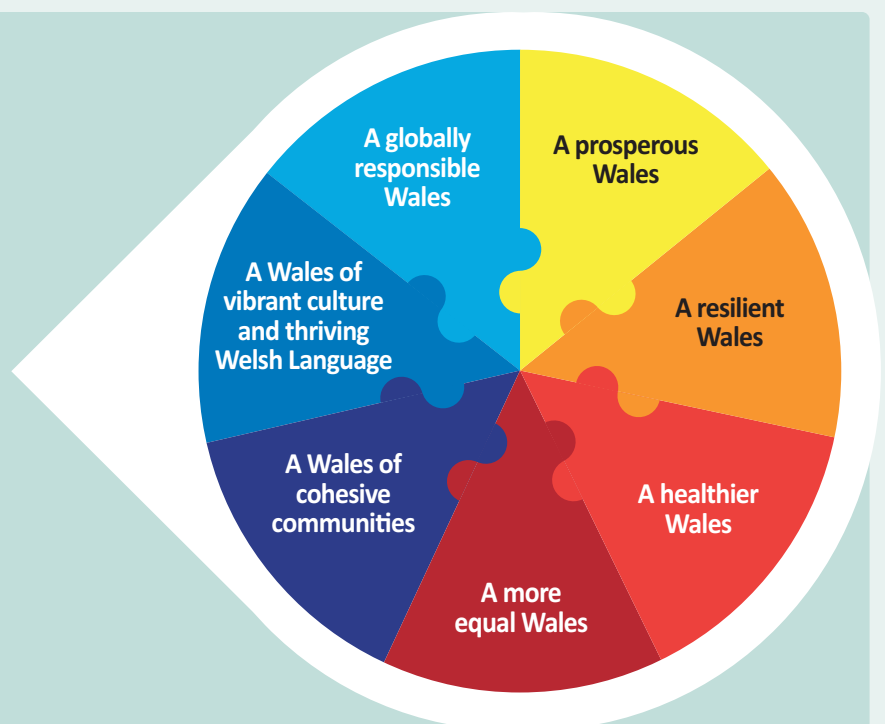 A prosperous
Wales
A resilient
Wales
A healthier
Wales
A more
equal Wales
A Wales of
cohesive
communities
A Wales of
vibrant culture
and thriving
Welsh Language
A globally
responsible
Wales